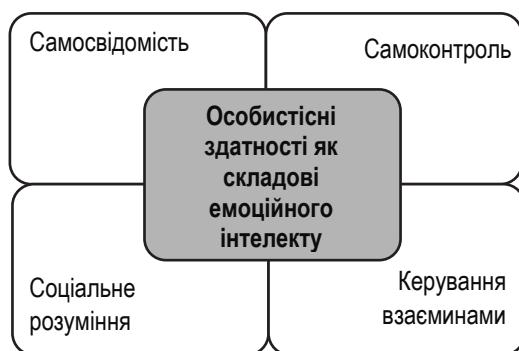 Самосвідомість
Самоконтроль
Особистісні
здатності як
складові
емоційного
інтелекту
Соціальне
розуміння
Керування
взаєминами